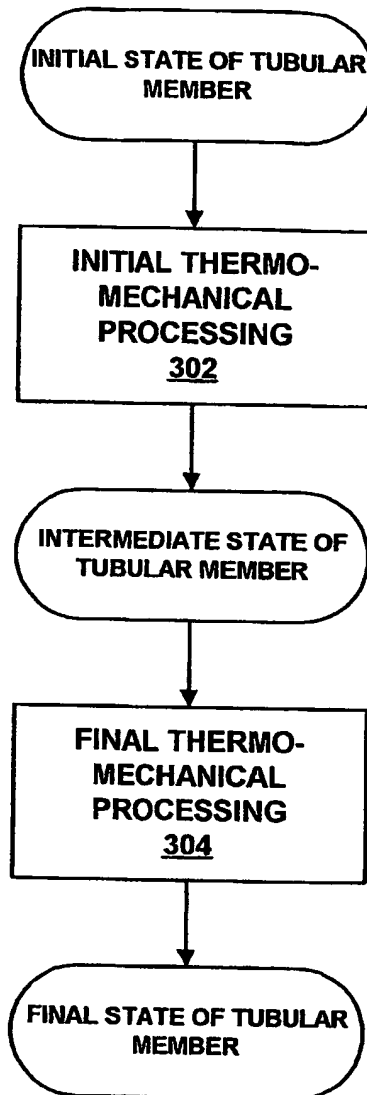 INITIAL STATE OF TUBULAR
MEMBER
INITIAL THERMO-
MECHANICAL
PROCESSING
302
INTERMEDIATE STATE OF
TUBULAR MEMBER
FINAL THERMO-
MECHANICAL
PROCESSING
304
FINAL STATE OF TUBULAR
MEMBER